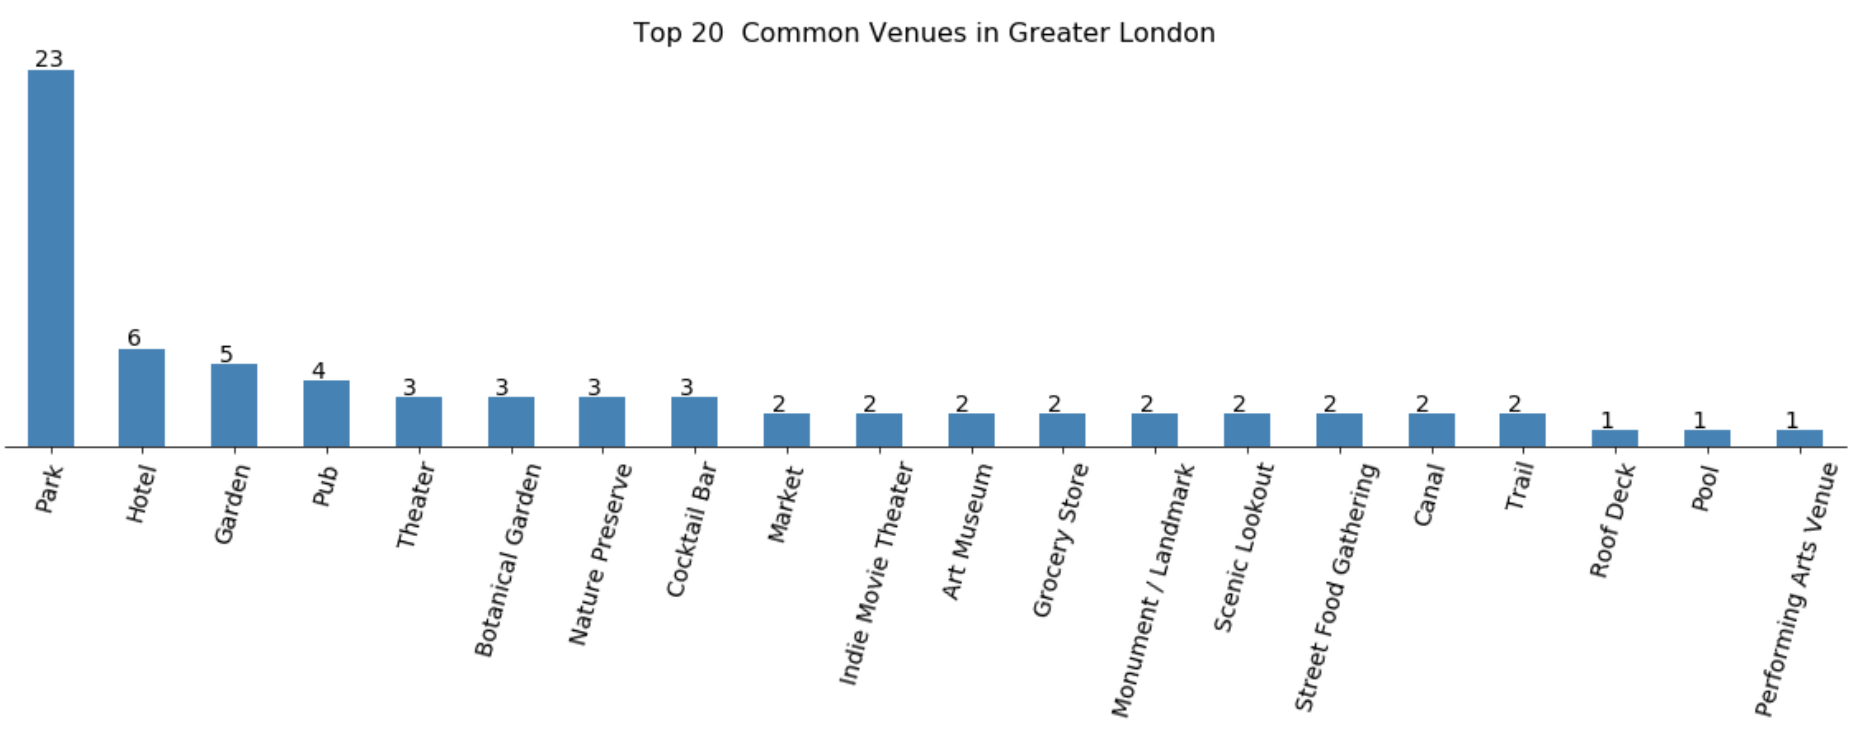 Top 20  Common Venues in Greater London
23
6
5
4
3
3
3
3
2
2
2
2
2
2
2
2
2
1
1
1
Park
Hotel
Garden
Pub
Theater
Botanical Garden
Nature Preserve
Cocktail Bar
Market
Indie Movie Theater
Art Museum
Grocery Store
Monument / Landmark
Scenic Lookout
Street Food Gathering
Canal
Trail
Roof Deck
Pool
Performing Arts Venue